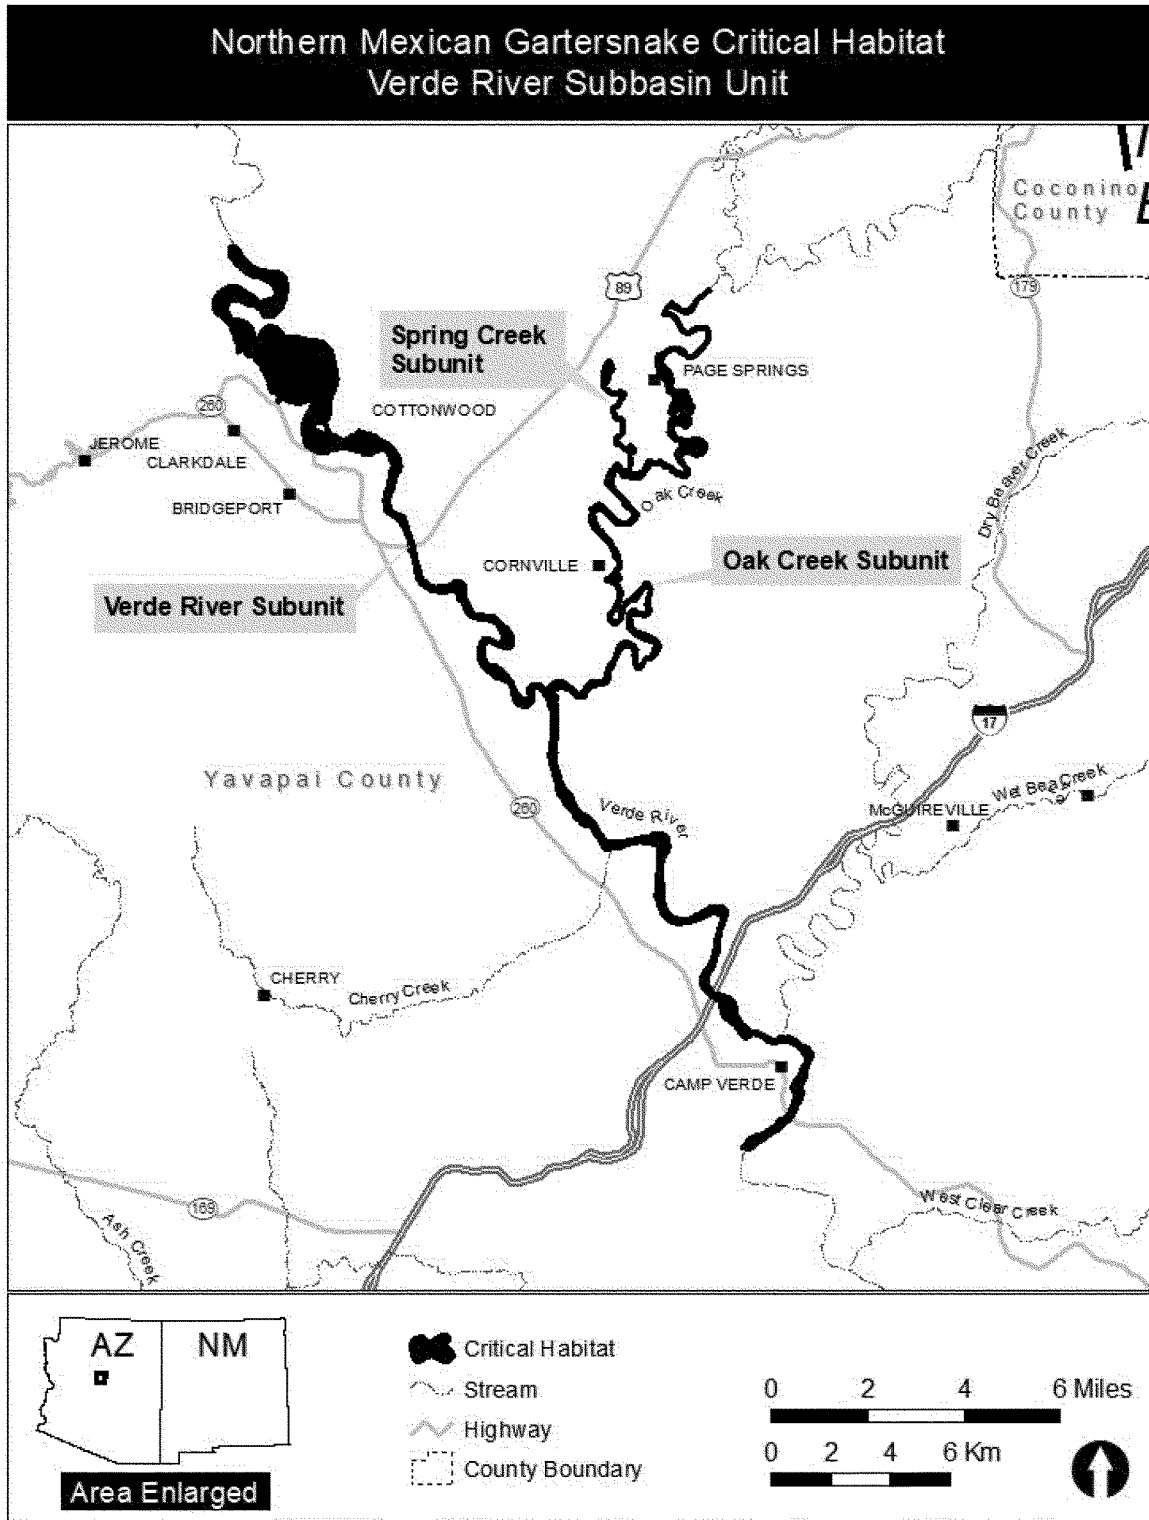 Northern Mexican Gartersnake Critical Habitat
Verde River Subbasin Unit
Coconino
County
89
179
Spring Creek
Subunit
PAGE SPRINGS
260
COTTONWOOD
JEROME
CLARKDALE
BRIDGEPORT
Oak Creek
Dry Beaver Creek
CORNVILLE
Oak Creek Subunit
Verde River Subunit
17
Yavapai County
260
Verde River
Wet Bea Creek
McGUIREVILLE
CHERRY
Cherry Creek
CAMP VERDE
169
Ash Creek
West Clear Creek
AZ
NM
Area Enlarged
Critical Habitat
Stream
Highway
County Boundary
0 2 4 6 Miles
0 2 4 6 Km